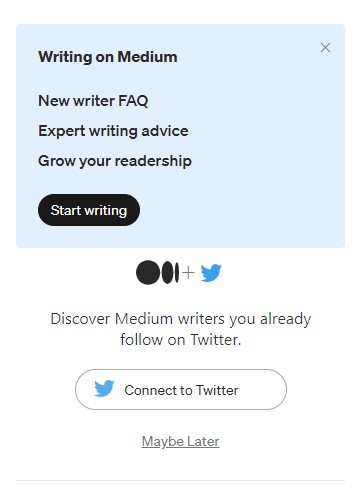 Writing on Medium
New writer FAQ
Expert writing advice
Grow your readership
Start writing
+
Discover Medium writers you already
follow on Twitter.
Connect to Twitter
Maybe Later